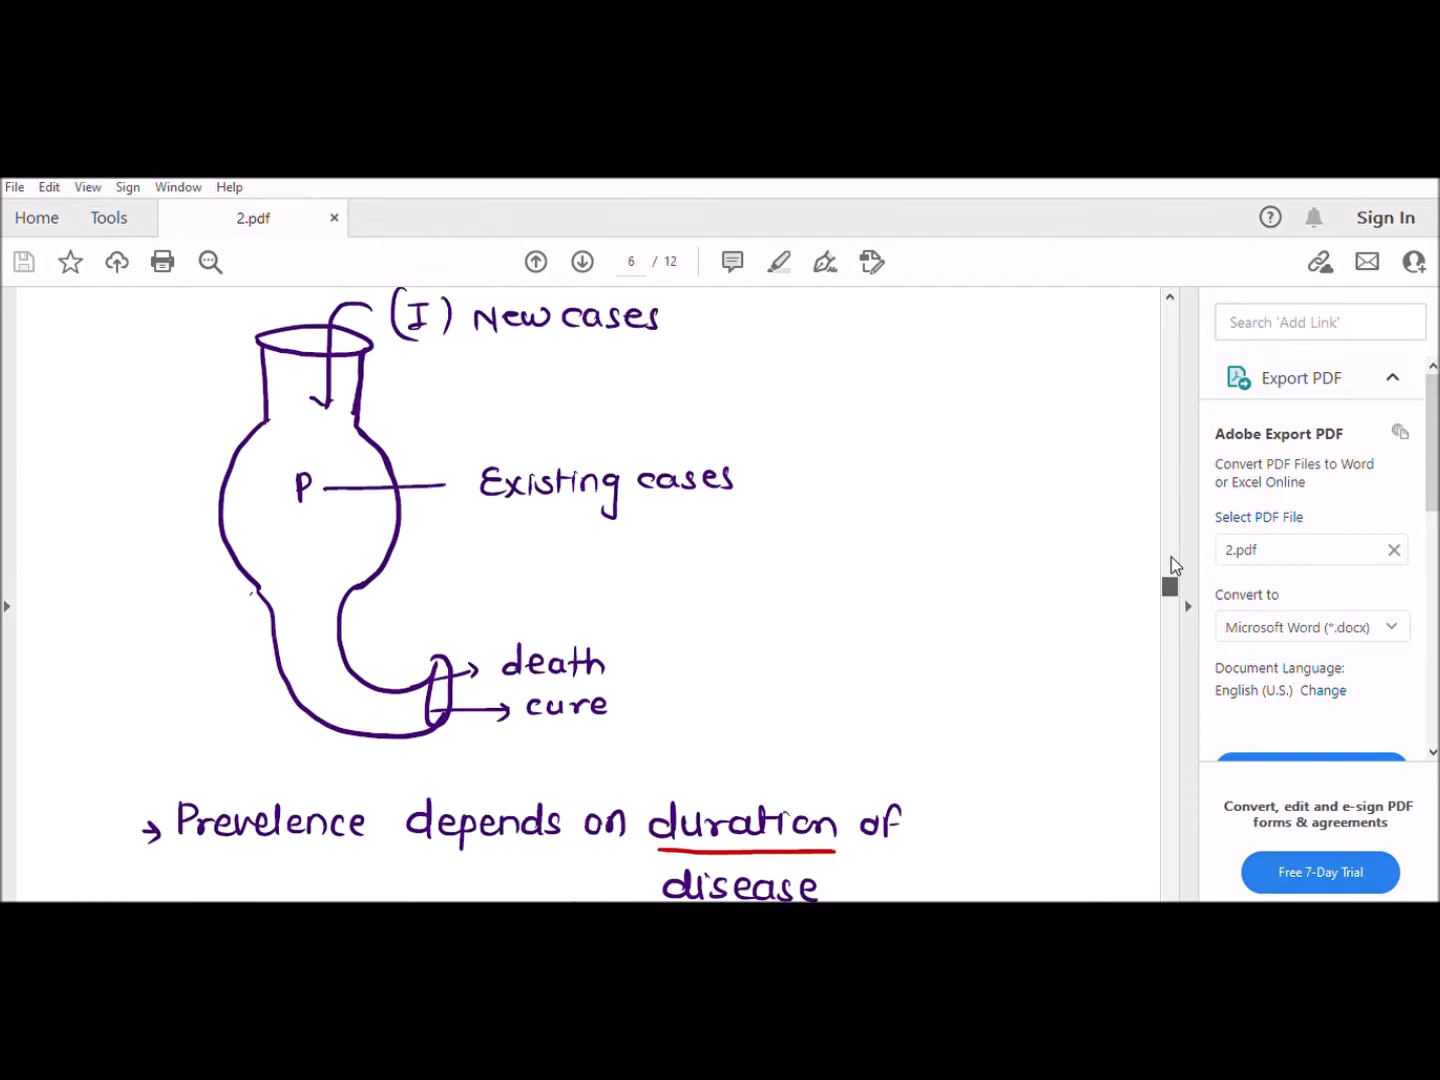 File Edit View Sign Window Help
Home Tools 2.pdf Sign In
6 / 12
(I) New cases
P Existing cases
death
cure
Prevelence depends on duration of
disease
Search 'Add Link'
Export PDF
Adobe Export PDF
Convert PDF Files to Word
or Excel Online
Select PDF File
2.pdf
Convert to
Microsoft Word (*.docx)
Document Language:
English (U.S.) Change
Convert, edit and e-sign PDF
forms & agreements
Free 7-Day Trial